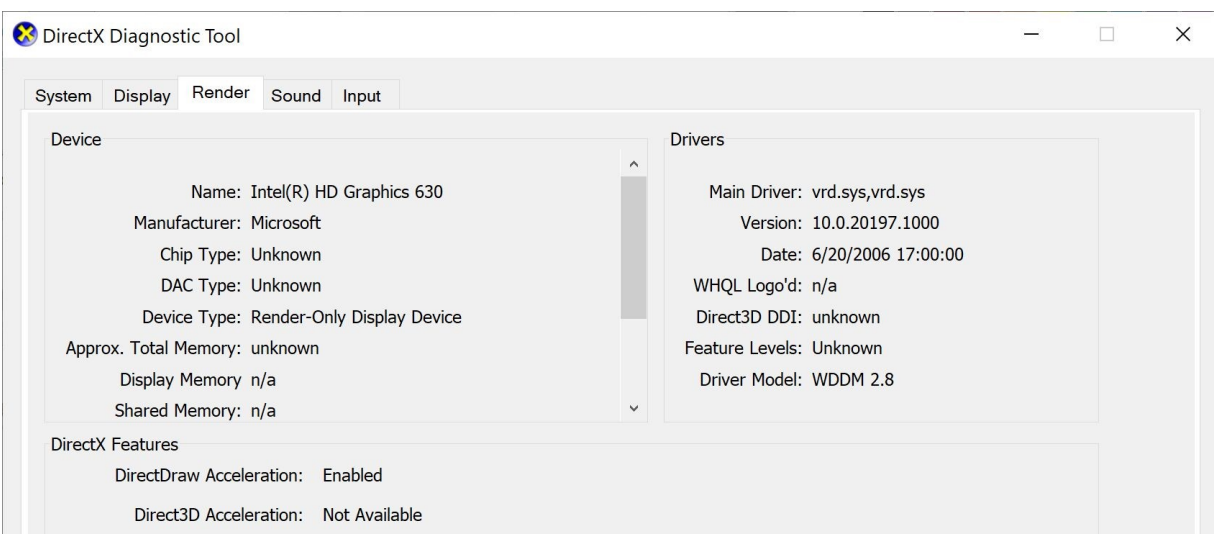 DirectX Diagnostic Tool
System Display Render Sound Input
Device
Name: Intel(R) HD Graphics 630
Manufacturer: Microsoft
Chip Type: Unknown
DAC Type: Unknown
Device Type: Render-Only Display Device
Approx. Total Memory: unknown
Display Memory n/a
Shared Memory: n/a
Drivers
Main Driver: vrd.sys,vrd.sys
Version: 10.0.20197.1000
Date: 6/20/2006 17:00:00
WHQL Logo'd: n/a
Direct3D DDI: unknown
Feature Levels: Unknown
Driver Model: WDDM 2.8
DirectX Features
DirectDraw Acceleration: Enabled
Direct3D Acceleration: Not Available